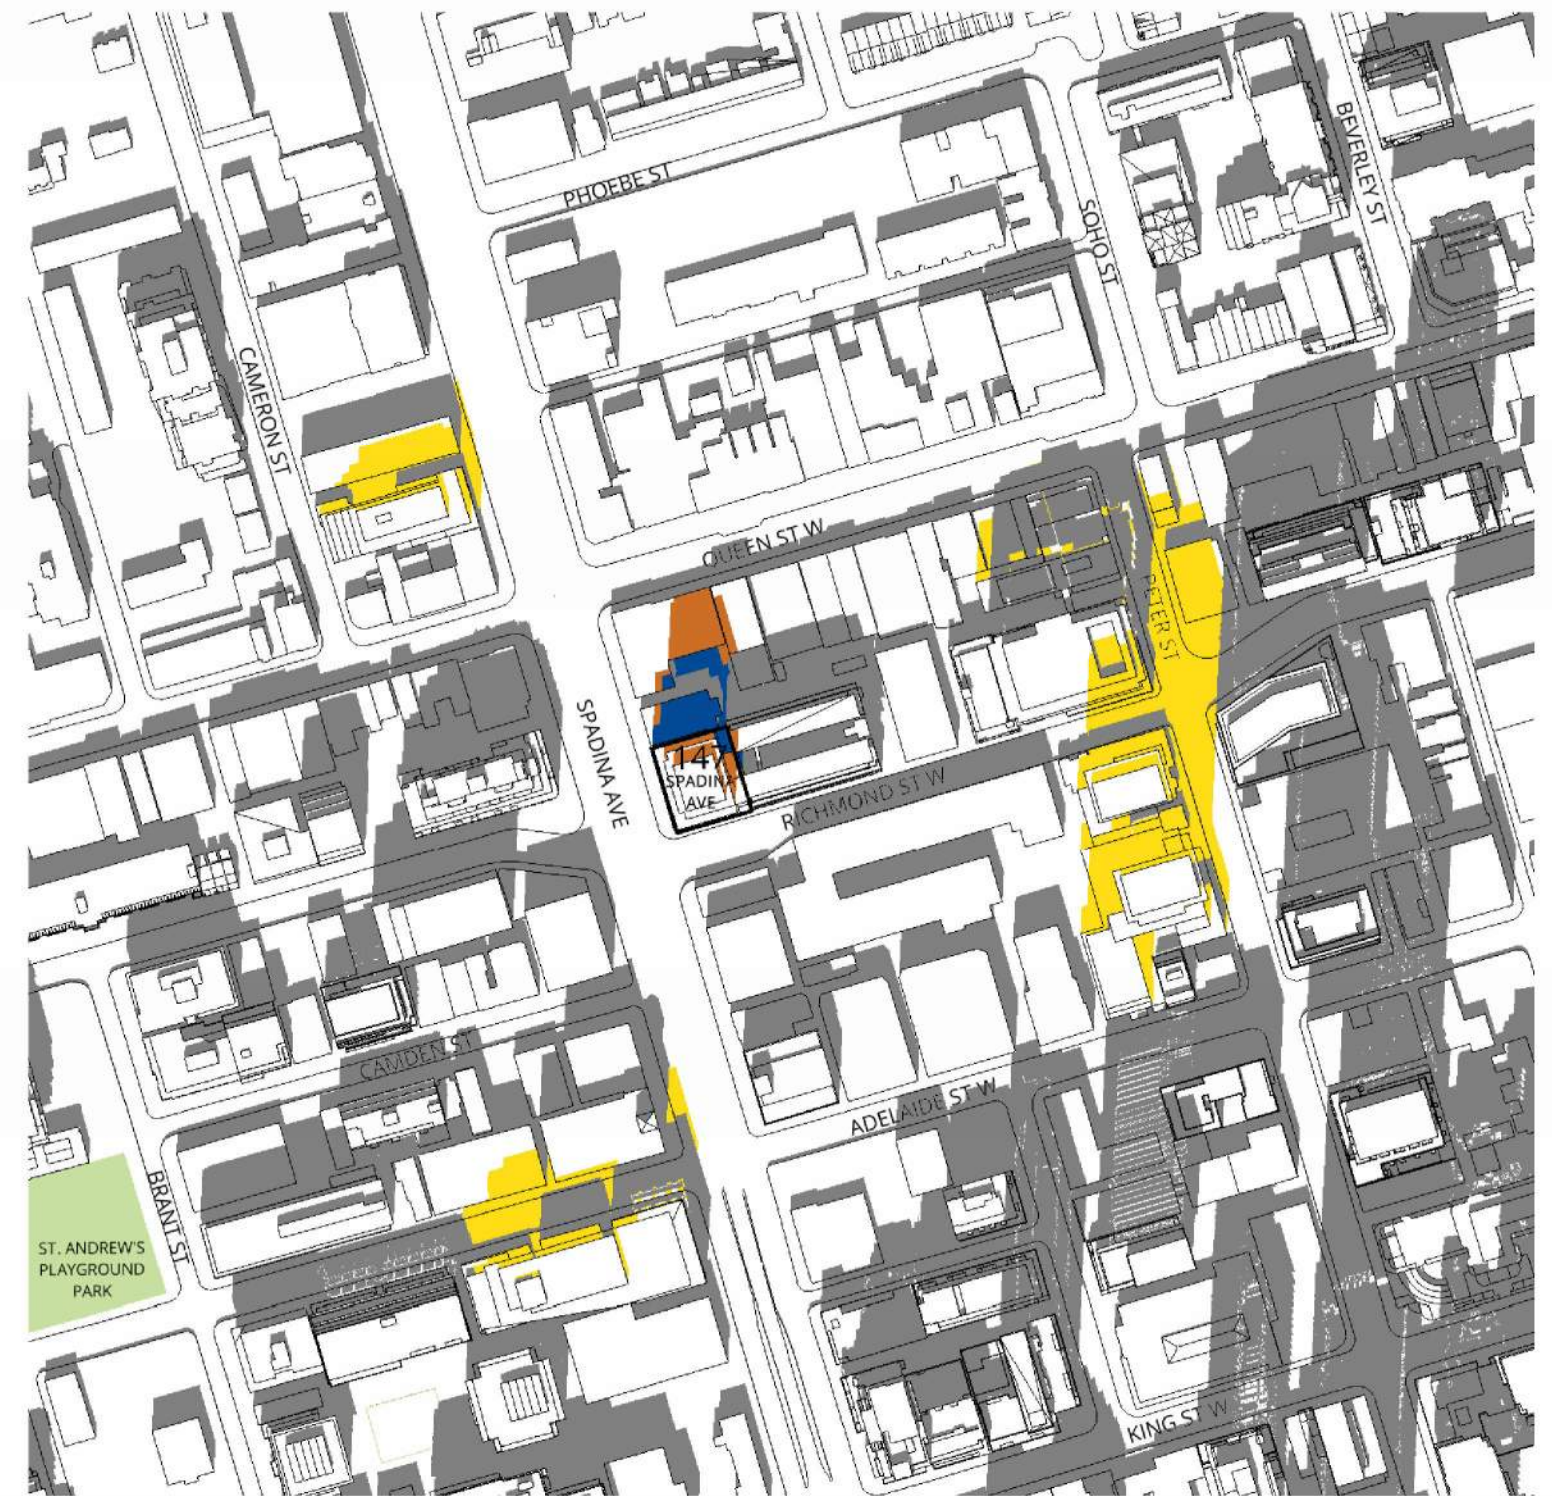 BEVERLEY ST
PHOEBE ST
SOHO ST
CAMERON ST
QUEEN ST W
PETER ST
SPADINA AVE
SPADINA
AVE
RICHMOND ST W
CAMDEN ST
ADELAIDE ST W
BRANT ST
ST. ANDREW'S
PLAYGROUND
PARK
KING ST W